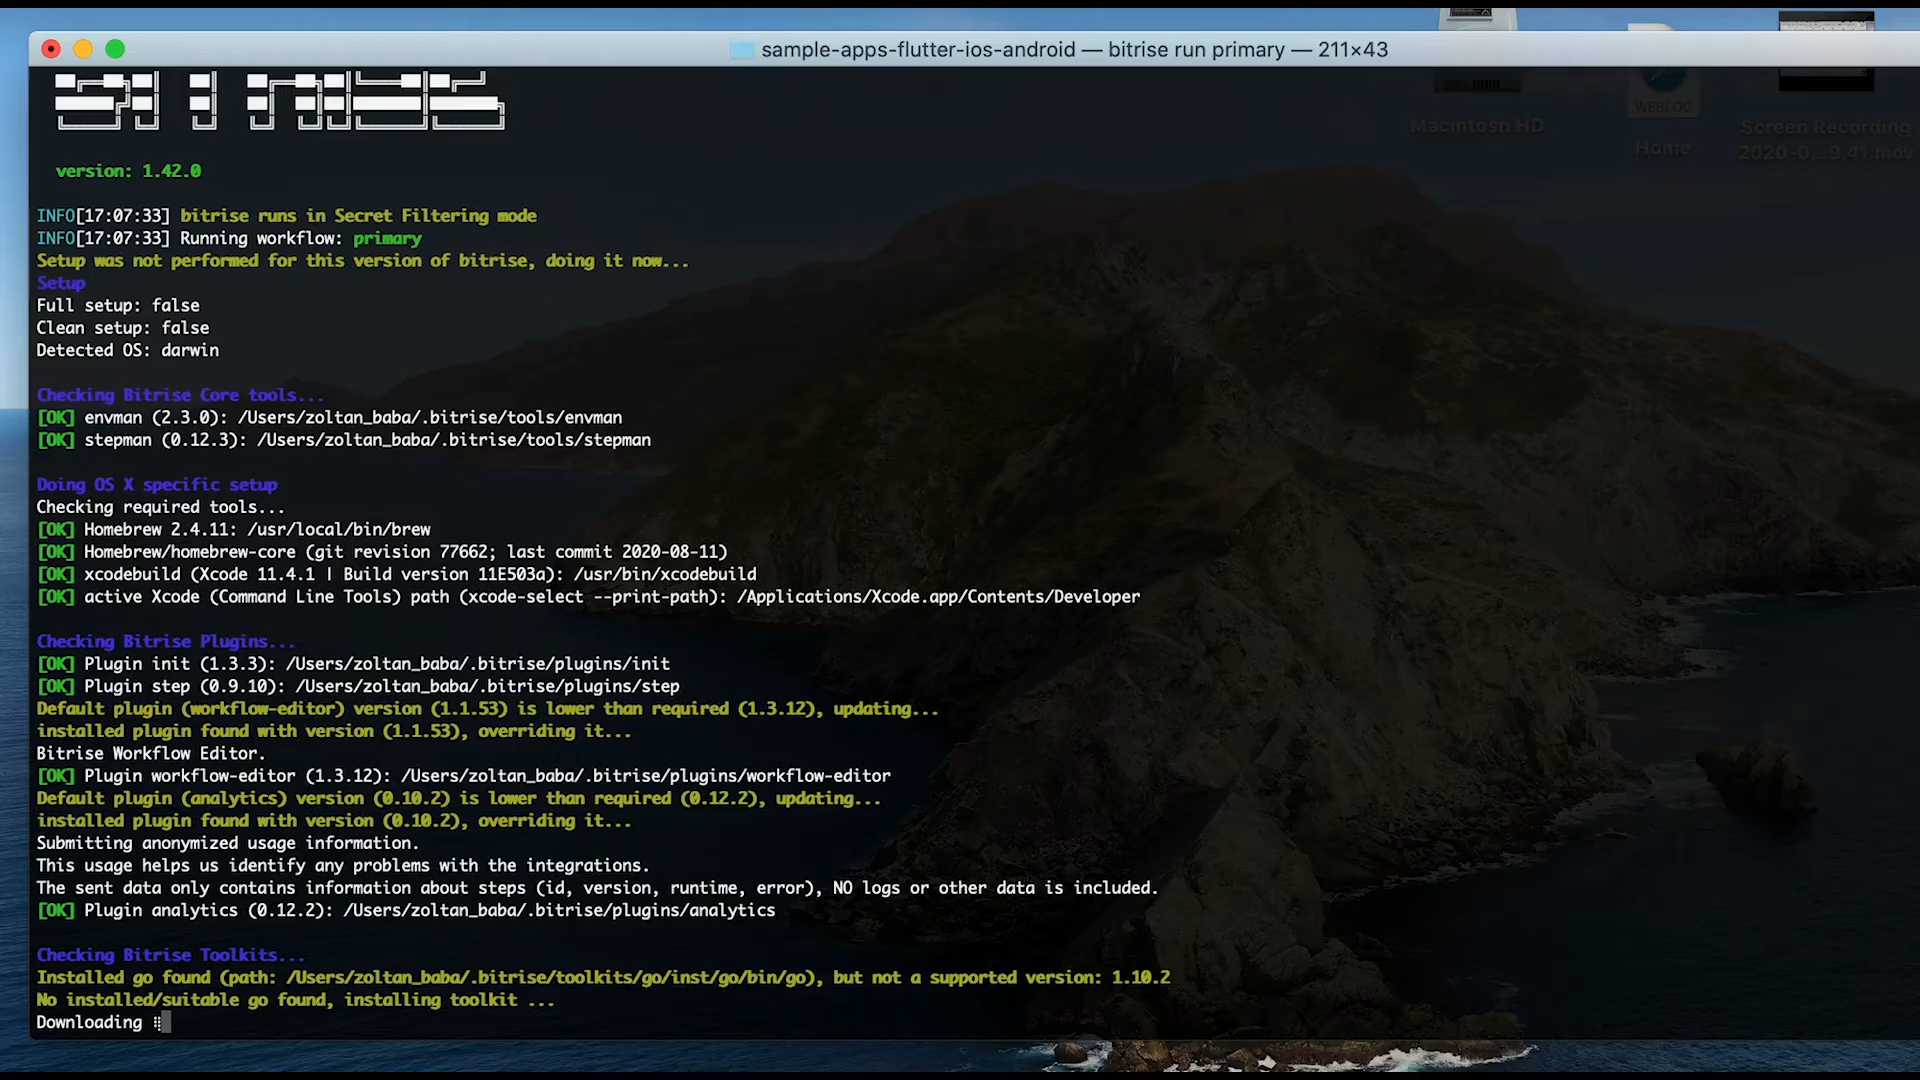 sample-apps-flutter-ios-android — bitrise run primary — 211×43
version: 1.42.0
INFO[17:07:33] bitrise runs in Secret Filtering mode
INFO[17:07:33] Running workflow: primary
Setup was not performed for this version of bitrise, doing it now...
Setup
Full setup: false
Clean setup: false
Detected OS: darwin
Checking Bitrise Core tools...
[OK] envman (2.3.0): /Users/zoltan_baba/.bitrise/tools/envman
[OK] stepman (0.12.3): /Users/zoltan_baba/.bitrise/tools/stepman
Doing OS X specific setup
Checking required tools...
[OK] Homebrew 2.4.11: /usr/local/bin/brew
[OK] Homebrew/homebrew-core (git revision 77662; last commit 2020-08-11)
[OK] xcodebuild (Xcode 11.4.1 | Build version 11E503a): /usr/bin/xcodebuild
[OK] active Xcode (Command Line Tools) path (xcode-select --print-path): /Applications/Xcode.app/Contents/Developer
Checking Bitrise Plugins...
[OK] Plugin init (1.3.3): /Users/zoltan_baba/.bitrise/plugins/init
[OK] Plugin step (0.9.10): /Users/zoltan_baba/.bitrise/plugins/step
Default plugin (workflow-editor) version (1.1.53) is lower than required (1.3.12), updating...
installed plugin found with version (1.1.53), overriding it...
Bitrise Workflow Editor.
[OK] Plugin workflow-editor (1.3.12): /Users/zoltan_baba/.bitrise/plugins/workflow-editor
Default plugin (analytics) version (0.10.2) is lower than required (0.12.2), updating...
installed plugin found with version (0.10.2), overriding it...
Submitting anonymized usage information.
This usage helps us identify any problems with the integrations.
The sent data only contains information about steps (id, version, runtime, error), NO logs or other data is included.
[OK] Plugin analytics (0.12.2): /Users/zoltan_baba/.bitrise/plugins/analytics
Checking Bitrise Toolkits...
Installed go found (path: /Users/zoltan_baba/.bitrise/toolkits/go/inst/go/bin/go), but not a supported version: 1.10.2
No installed/suitable go found, installing toolkit ...
Downloading
Macintosh HD
WEBLOC
Home
Screen Recording
2020-0...9.41.mov